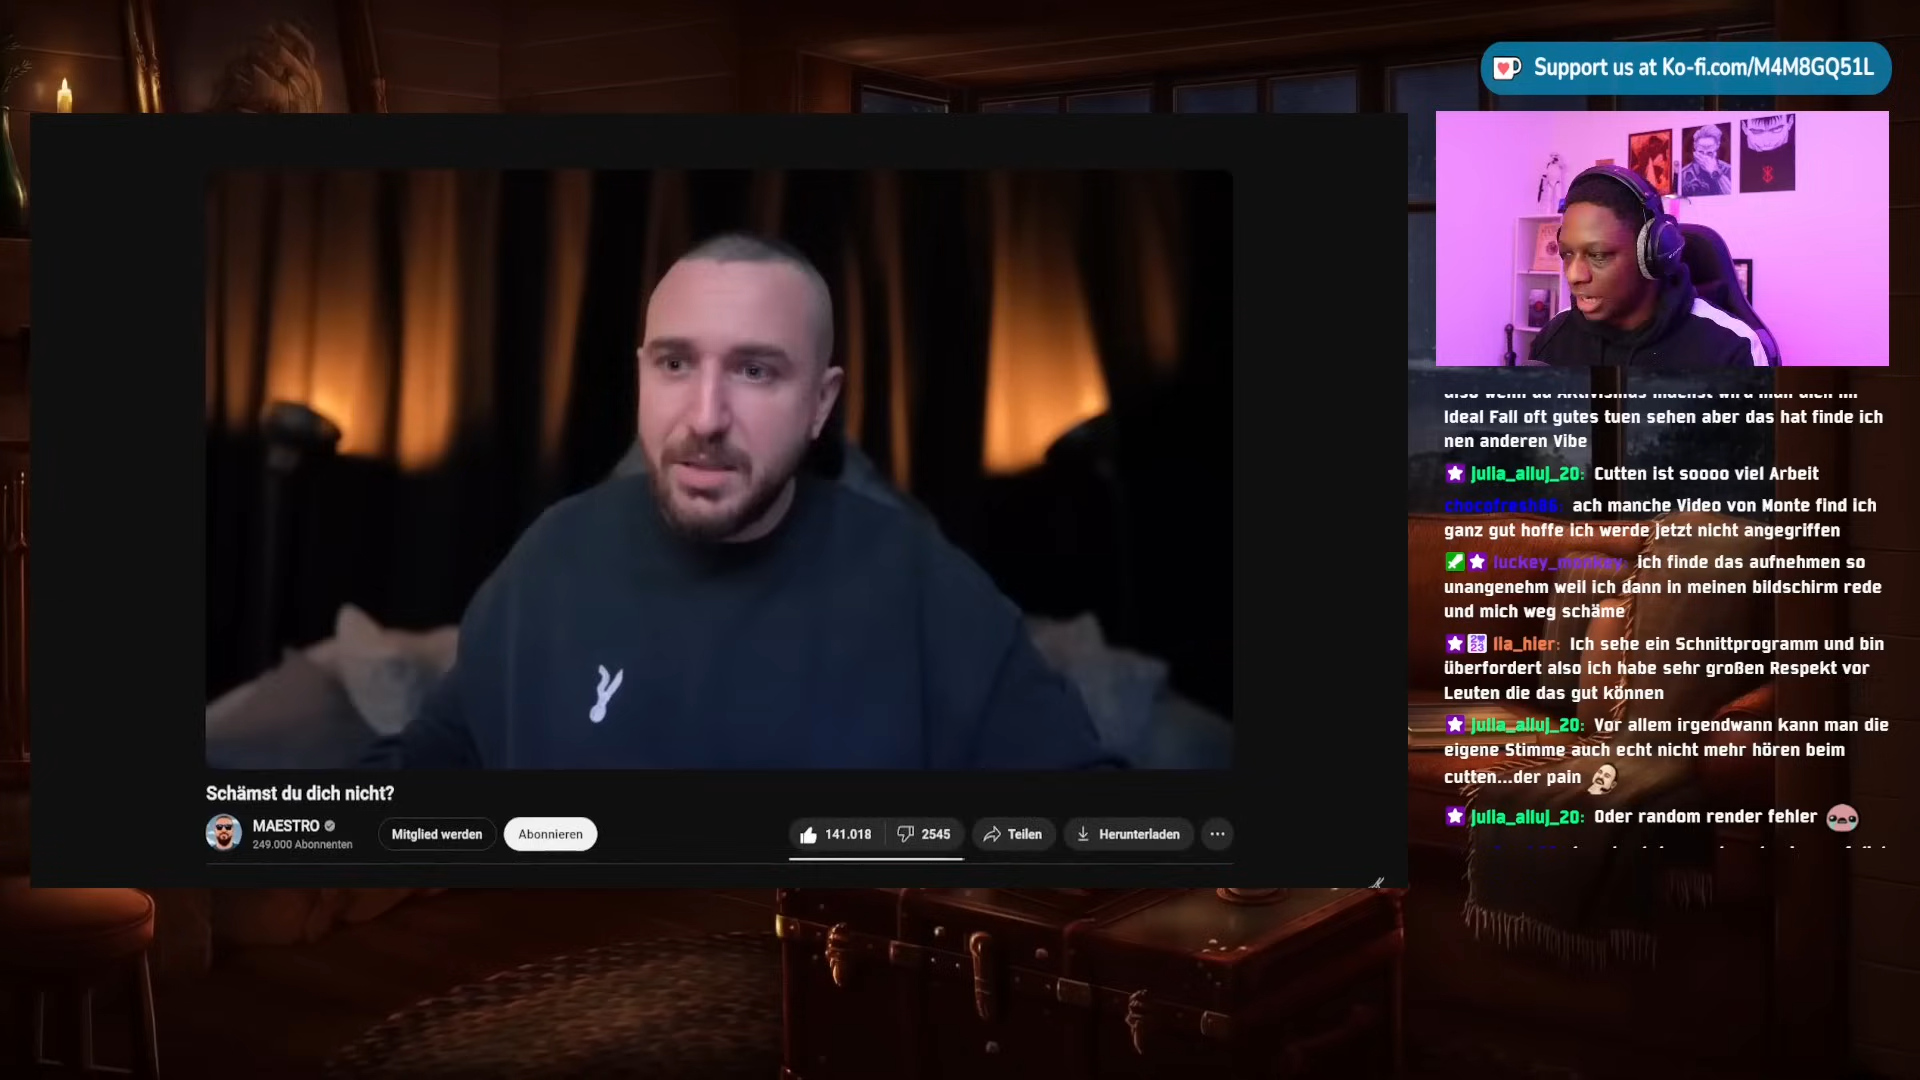 Support us at Ko-fi.com/M4M8GQ51L
Ideal Fall oft gutes tuen sehen aber das hat finde ich
nen anderen Vibe
julia_alluj_20: Cutten ist soooo viel Arbeit
ach manche Video von Monte find ich
ganz gut hoffe ich werde jetzt nicht angegriffen
ich finde das aufnehmen so
unangenehm weil ich dann in meinen bildschirm rede
und mich weg schäme
lia_hier: Ich sehe ein Schnittprogramm und bin
überfordert also ich habe sehr großen Respekt vor
Leuten die das gut können
julia_alluj_20: Vor allem irgendwann kann man die
eigene Stimme auch echt nicht mehr hören beim
cutten...der pain
julia_alluj_20: Oder random render fehler
Schämst du dich nicht?
MAESTRO
249.000 Abonnenten
Mitglied werden
Abonnieren
141.018
2545
Teilen
Herunterladen